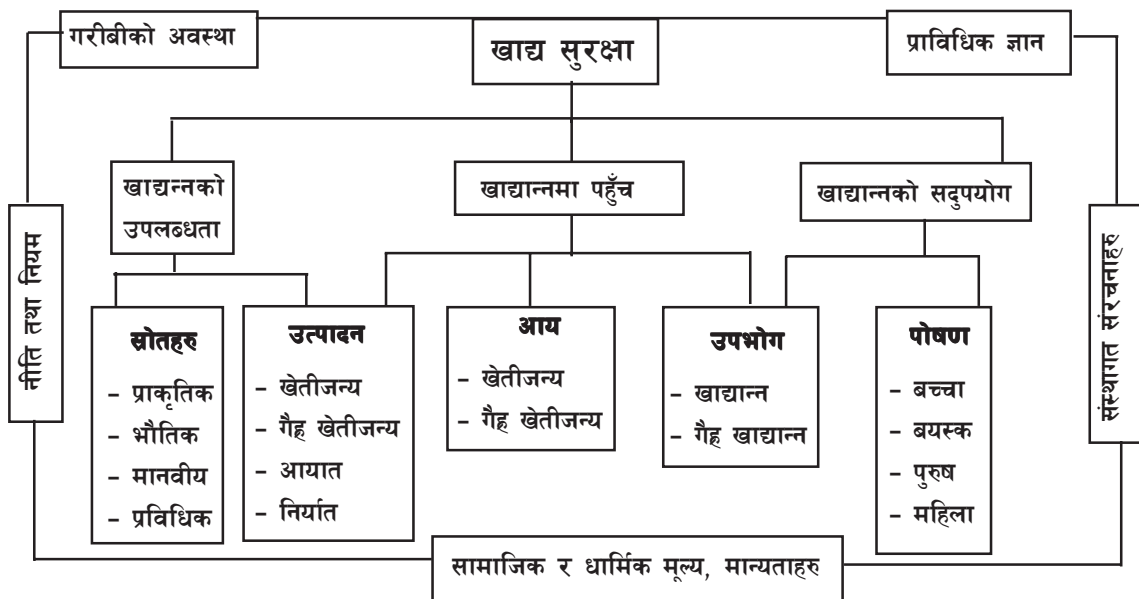 गरीबीको अवस्था
खाद्य सुरक्षा
प्राविधिक ज्ञान
खाद्यन्नको
उपलब्धता
खाद्यान्नमा पहुँच
खाद्यान्नको सदुपयोग
नीति तथा नियम
संस्थागत संरचनाहरु
स्रोतहरु
- प्राकृतिक
- भौतिक
- मानवीय
- प्रविधिक
उत्पादन
- खेतीजन्य
- गैह्र खेतीजन्य
- आयात
- निर्यात
आय
- खेतीजन्य
- गैह्र खेतीजन्य
उपभोग
- खाद्यान्न
- गैह्र खाद्यान्न
पोषण
- बच्चा
- बयस्क
- पुरुष
- महिला
सामाजिक र धार्मिक मूल्य, मान्यताहरु